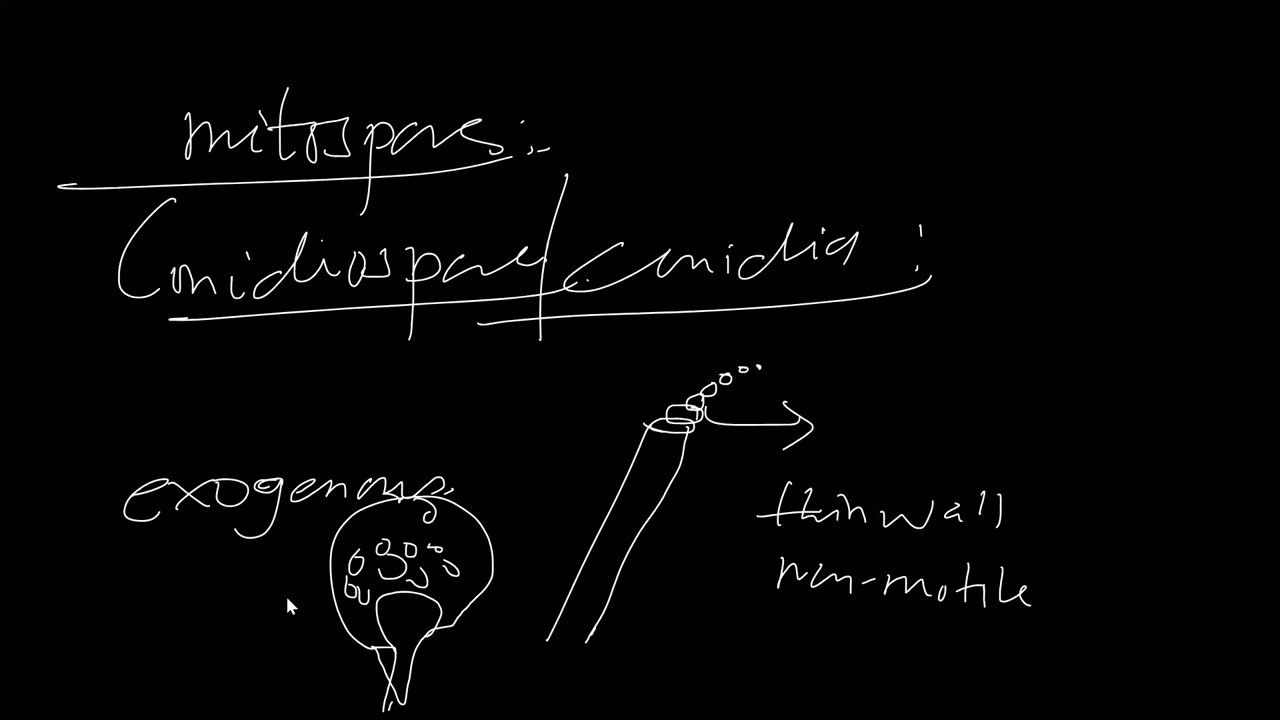 mitospores:-
Conidiospore/conidia :
exogenous
thin wall
non-motile